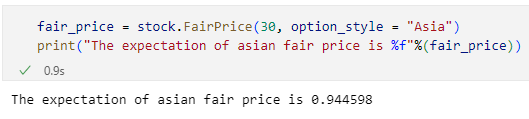 fair_price = stock.FairPrice(30, option_style = "Asia")
print("The expectation of asian fair price is %f"%(fair_price))
0.9s
The expectation of asian fair price is 0.944598